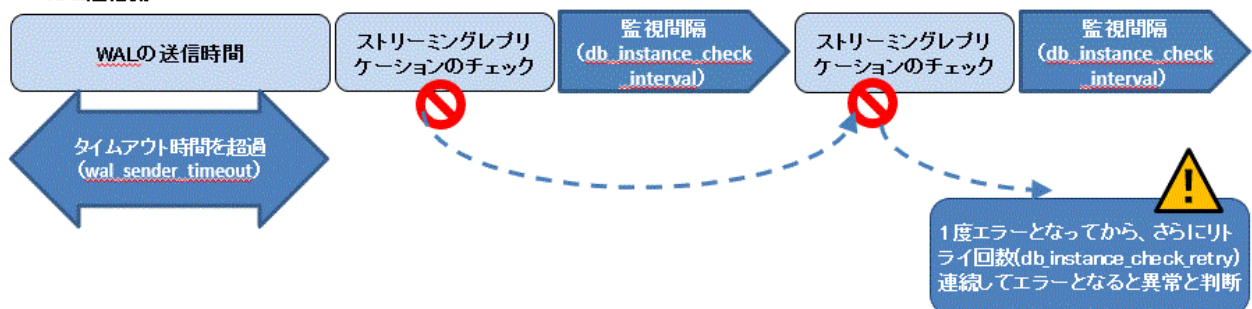 WALの送信時間
ストリーミングレプリ
ケーションのチェック
監視間隔
(db_instance_check
_interval)
ストリーミングレプリ
ケーションのチェック
監視間隔
(db_instance_check
_interval)
タイムアウト時間を超過
(wal_sender_timeout)
1度エラーとなってから、さらにリト
ライ回数(db_instance_check_retry)
連続してエラーとなると異常と判断